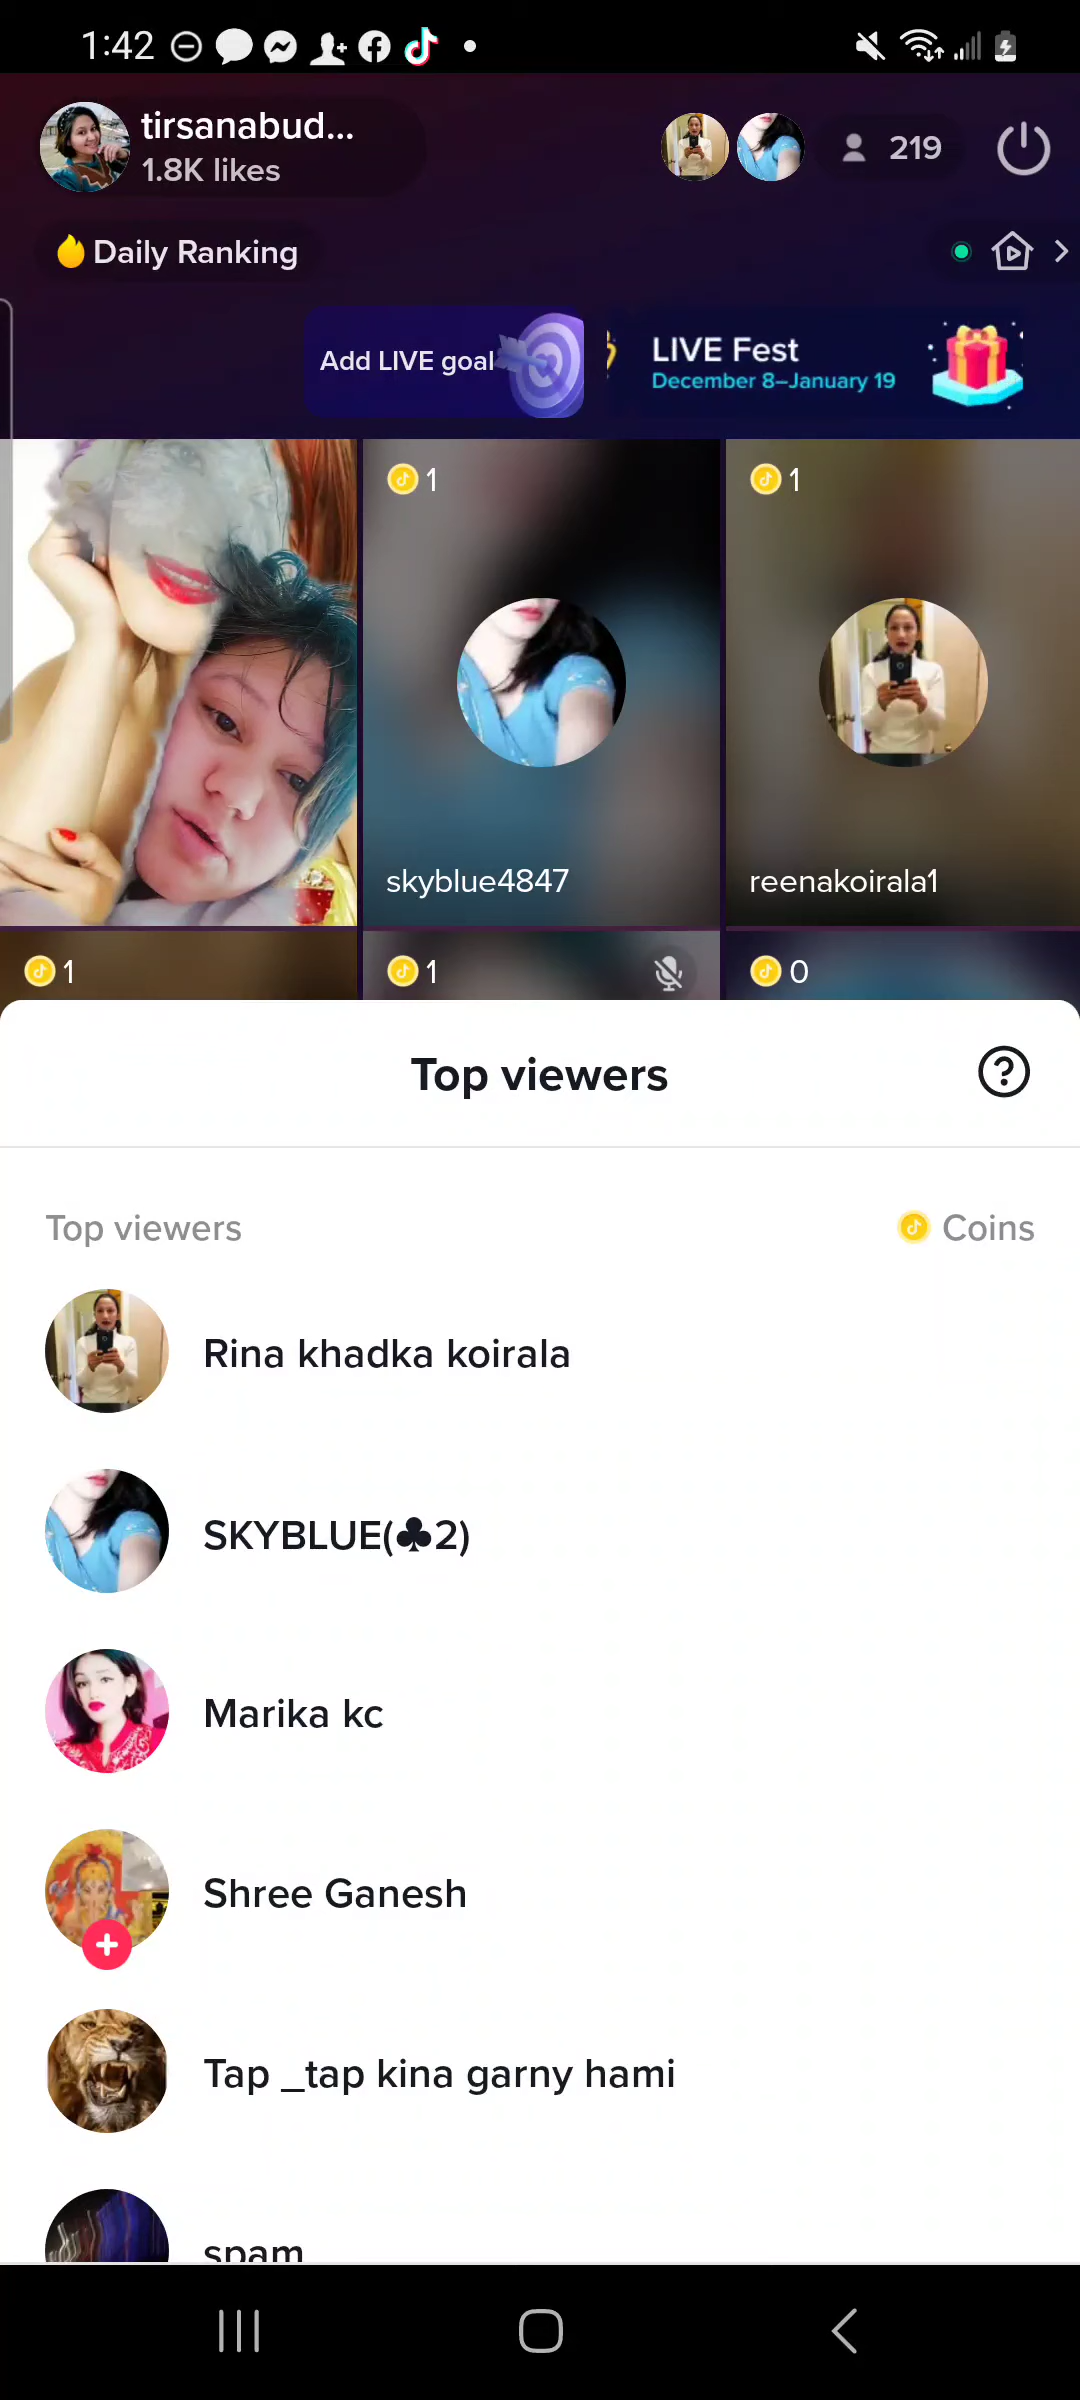 1:42
tirsanabud...
1.8K likes
219
Daily Ranking
Add LIVE goal
LIVE Fest
December 8–January 19
1
1
skyblue4847
reenakoirala1
1
1
0
Top viewers
Top viewers
Coins
Rina khadka koirala
SKYBLUE(♣2)
Marika kc
Shree Ganesh
Tap _tap kina garny hami
spam